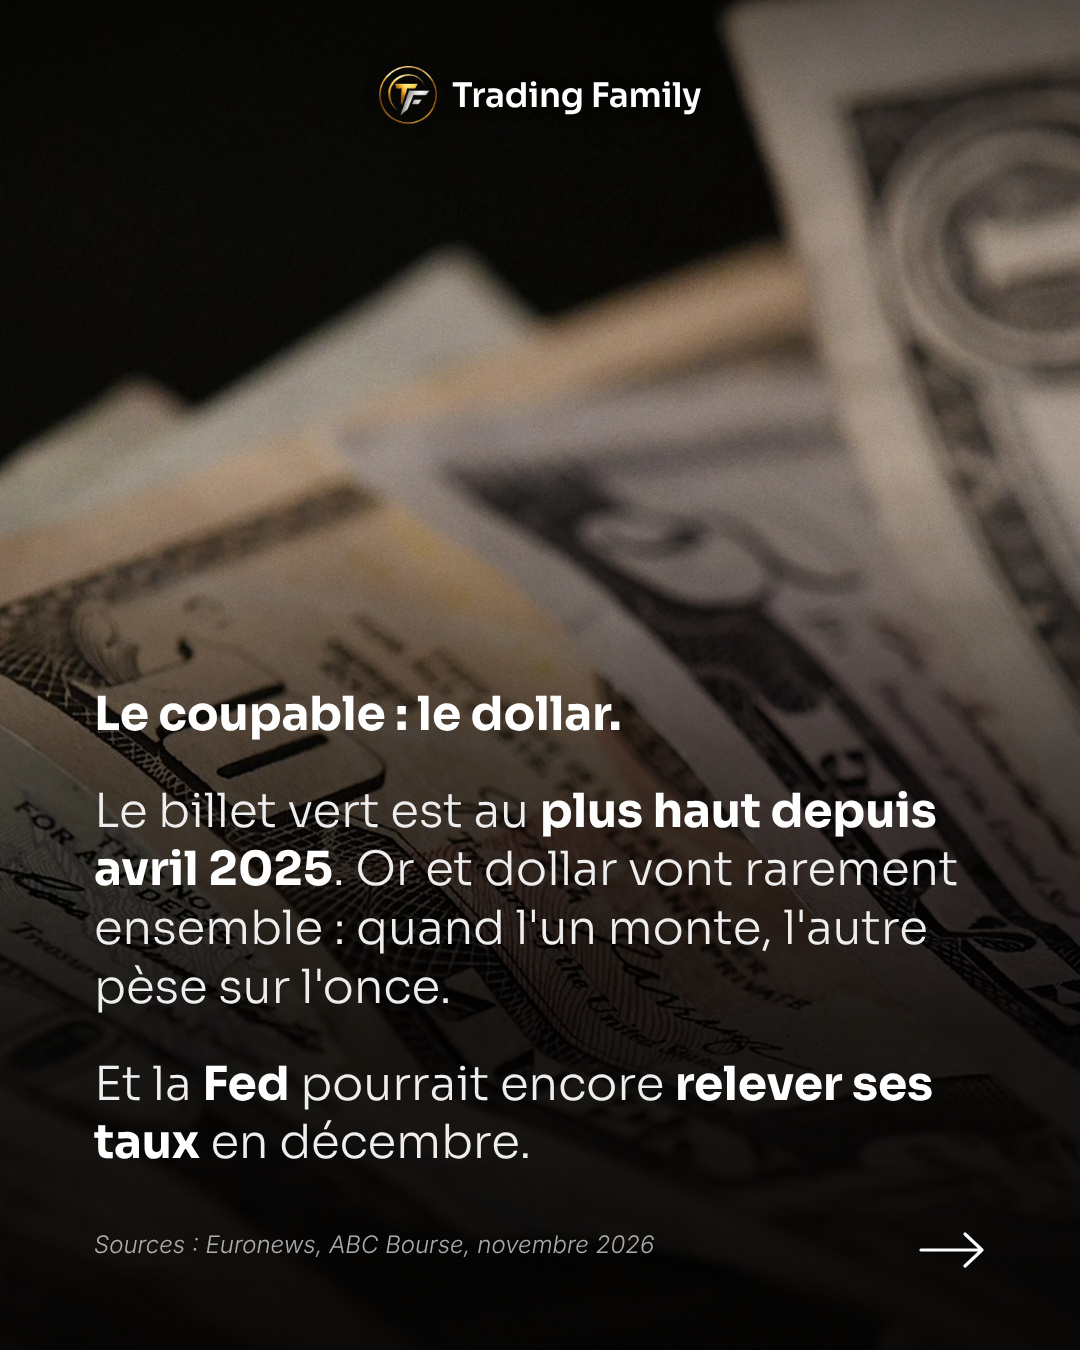 Trading Family
Le coupable : le dollar.
Le billet vert est au plus haut depuis
avril 2025. Or et dollar vont rarement
ensemble : quand l'un monte, l'autre
pèse sur l'once.
Et la Fed pourrait encore relever ses
taux en décembre.
Sources : Euronews, ABC Bourse, novembre 2026